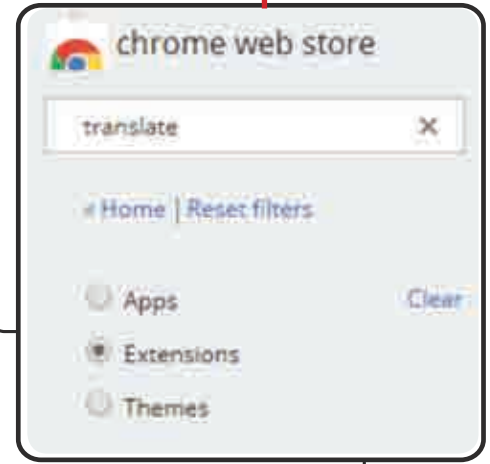 chrome web store
translate ×
« Home | Reset filters
Apps Clear
Extensions
Themes